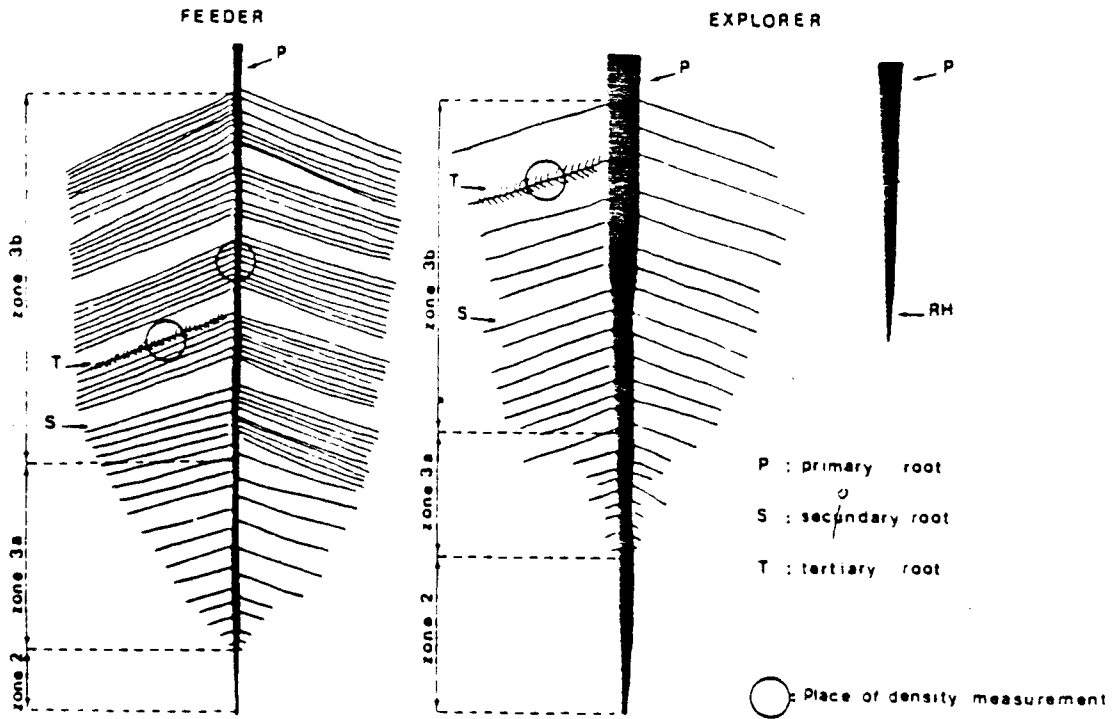 FEEDER
EXPLORER
P
P
P
zone 3b
T
S
zone 3a
zone 2
zone 3b
T
S
zone 3a
zone 2
RH
P : primary root
o
S : secundary root
T : tertiary root
: Place of density measurement